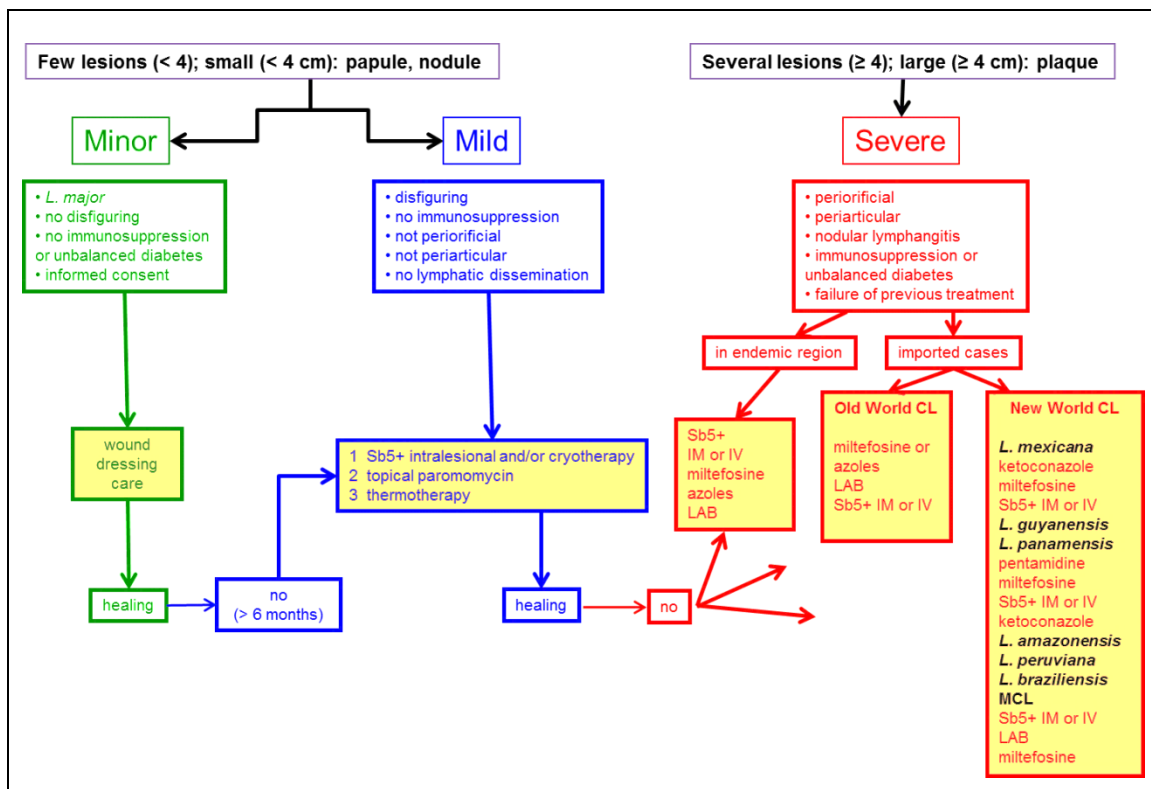 Few lesions (< 4); small (< 4 cm): papule, nodule
Several lesions (≥ 4); large (≥ 4 cm): plaque
Minor
Mild
Severe
• L. major
• no disfiguring
• no immunosuppression
or unbalanced diabetes
• informed consent
• disfiguring
• no immunosuppression
• not periorificial
• not periarticular
• no lymphatic dissemination
• periorificial
• periarticular
• nodular lymphangitis
• immunosuppression or
unbalanced diabetes
• failure of previous treatment
in endemic region
imported cases
wound
dressing
care
1 Sb5+ intralesional and/or cryotherapy
2 topical paromomycin
3 thermotherapy
Sb5+
IM or IV
miltefosine
azoles
LAB
Old World CL
miltefosine or
azoles
LAB
Sb5+ IM or IV
New World CL
L. mexicana
ketoconazole
miltefosine
Sb5+ IM or IV
L. guyanensis
L. panamensis
pentamidine
miltefosine
Sb5+ IM or IV
ketoconazole
L. amazonensis
L. peruviana
L. braziliensis
MCL
Sb5+ IM or IV
LAB
miltefosine
healing
no
(> 6 months)
healing
no